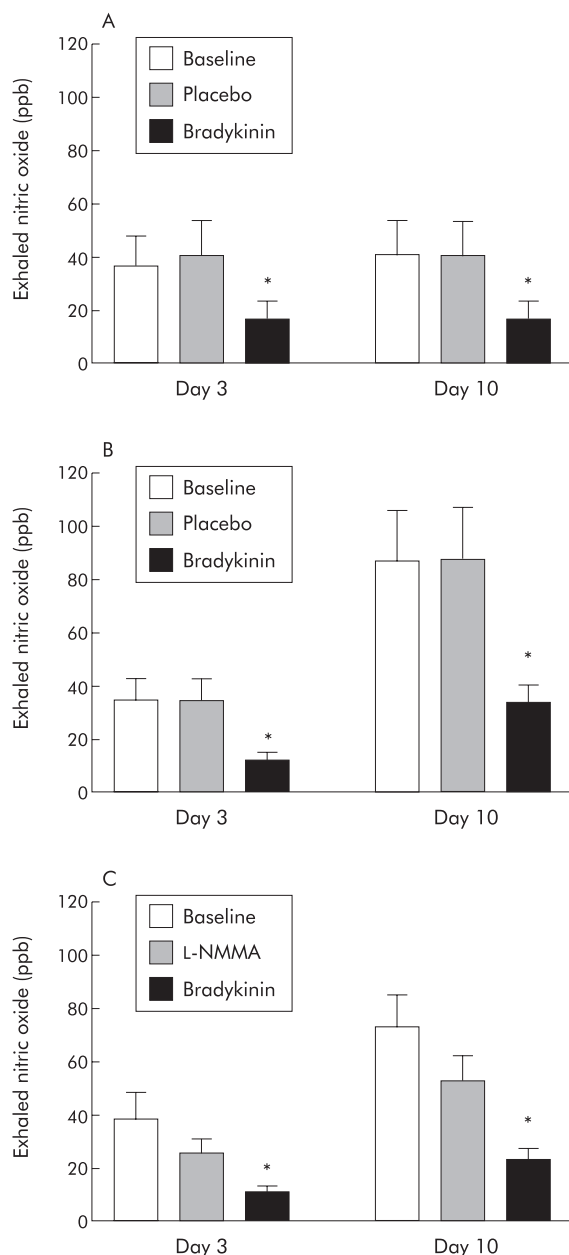 A
Exhaled nitric oxide (ppb)
120
100
80
60
40
20
0
Baseline
Placebo
Bradykinin
*
*
Day 3
Day 10
B
Exhaled nitric oxide (ppb)
120
100
80
60
40
20
0
Baseline
Placebo
Bradykinin
*
*
Day 3
Day 10
C
Exhaled nitric oxide (ppb)
120
100
80
60
40
20
0
Baseline
L-NMMA
Bradykinin
*
*
Day 3
Day 10